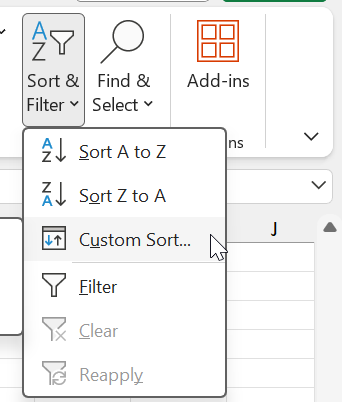 Sort &
Filter
Find &
Select
Add-ins
ns
Sort A to Z
Sort Z to A
Custom Sort...
Filter
Clear
Reapply
J